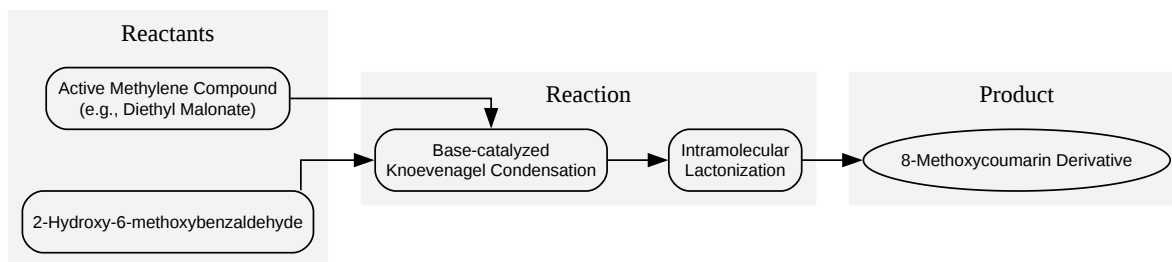 Reactants
Active Methylene Compound
(e.g., Diethyl Malonate)
2-Hydroxy-6-methoxybenzaldehyde
Reaction
Base-catalyzed
Knoevenagel Condensation
Intramolecular
Lactonization
Product
8-Methoxycoumarin Derivative